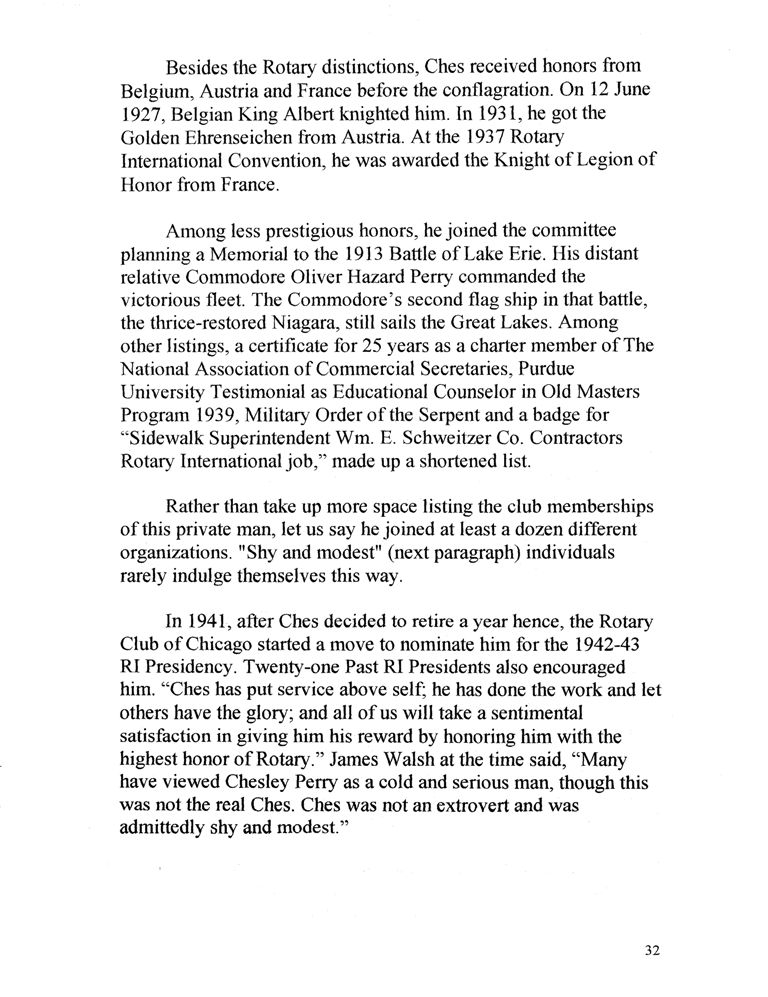 Besides the Rotary distinctions, Ches received honors from
Belgium, Austria and France before the conflagration. On 12 June
1927, Belgian King Albert knighted him. In 1931, he got the
Golden Ehrenseichen from Austria. At the 1937 Rotary
International Convention, he was awarded the Knight of Legion of
Honor from France.

Among less prestigious honors, he joined the committee
planning a Memorial to the 1913 Battle of Lake Erie. His distant
relative Commodore Oliver Hazard Perry commanded the
victorious fleet. The Commodore's second flag ship in that battle,
the thrice-restored Niagara, still sails the Great Lakes. Among
other listings, a certificate for 25 years as a charter member of The
National Association of Commercial Secretaries, Purdue
University Testimonial as Educational Counselor in Old Masters
Program 1939, Military Order of the Serpent and a badge for
“Sidewalk Superintendent Wm. E. Schweitzer Co. Contractors
Rotary International job,” made up a shortened list.

Rather than take up more space listing the club memberships
of this private man, let us say he joined at least a dozen different
organizations. "Shy and modest" (next paragraph) individuals
rarely indulge themselves this way.

In 1941, after Ches decided to retire a year hence, the Rotary
Club of Chicago started a move to nominate him for the 1942-43
RI Presidency. Twenty-one Past RI Presidents also encouraged
him. “Ches has put service above self; he has done the work and let
others have the glory; and all of us will take a sentimental
satisfaction in giving him his reward by honoring him with the
highest honor of Rotary.” James Walsh at the time said, “Many
have viewed Chesley Perry as a cold and serious man, though this
was not the real Ches. Ches was not an extrovert and was
admittedly shy and modest.”

32